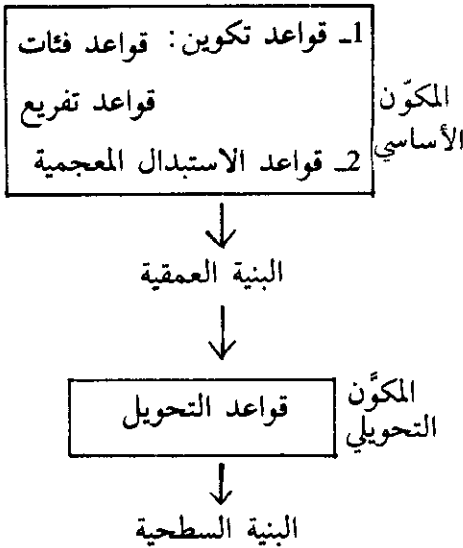 1ـ قواعد تكوين: قواعد فئات
قواعد تفريع
2ـ قواعد الاستبدال المعجمية
المكوّن
الأساسي
البنية العمقية
قواعد التحويل
المكوَّن
التحويلي
البنية السطحية